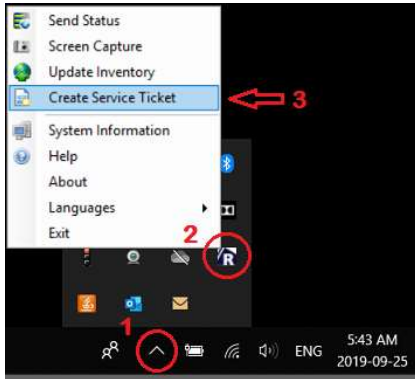 Send Status
Screen Capture
Update Inventory
Create Service Ticket
3
System Information
Help
About
Languages
Exit
2
R
1
ENG
5:43 AM
2019-09-25